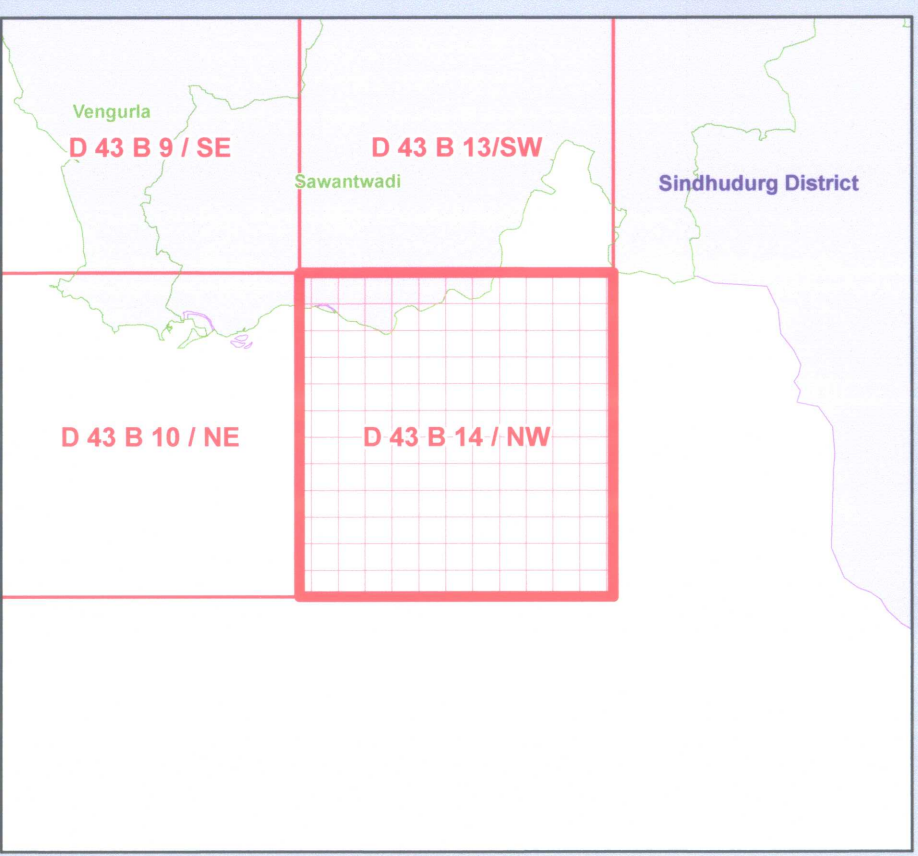 Vengurla
D 43 B 9 / SE
D 43 B 13/SW
Sawantwadi
Sindhudurg District
D 43 B 10 / NE
D 43 B 14 / NW